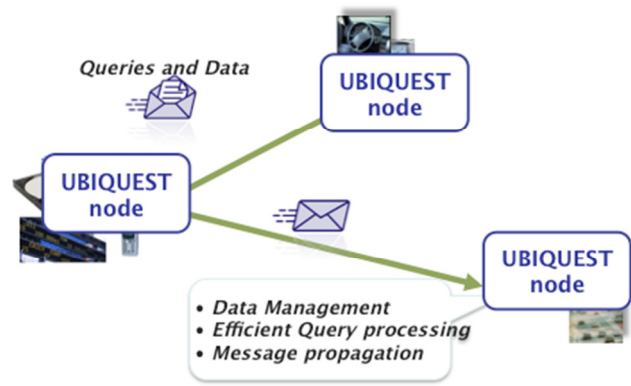 Queries and Data
UBIQUEST
node
UBIQUEST
node
UBIQUEST
node
• Data Management
• Efficient Query processing
• Message propagation